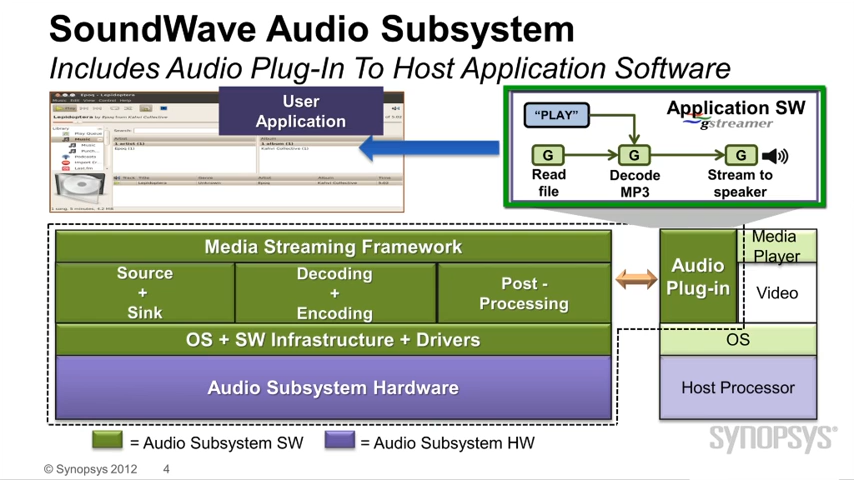 SoundWave Audio Subsystem
Includes Audio Plug-In To Host Application Software
User
Application
"PLAY"
Application SW
gstreamer
G
G
G
Read
file
Decode
MP3
Stream to
speaker
Media Streaming Framework
Source
+
Sink
Decoding
+
Encoding
Post -
Processing
OS + SW Infrastructure + Drivers
Audio Subsystem Hardware
Audio
Plug-in
Media
Player
Video
OS
Host Processor
= Audio Subsystem SW
= Audio Subsystem HW
SYNOPSYS®
© Synopsys 2012
4